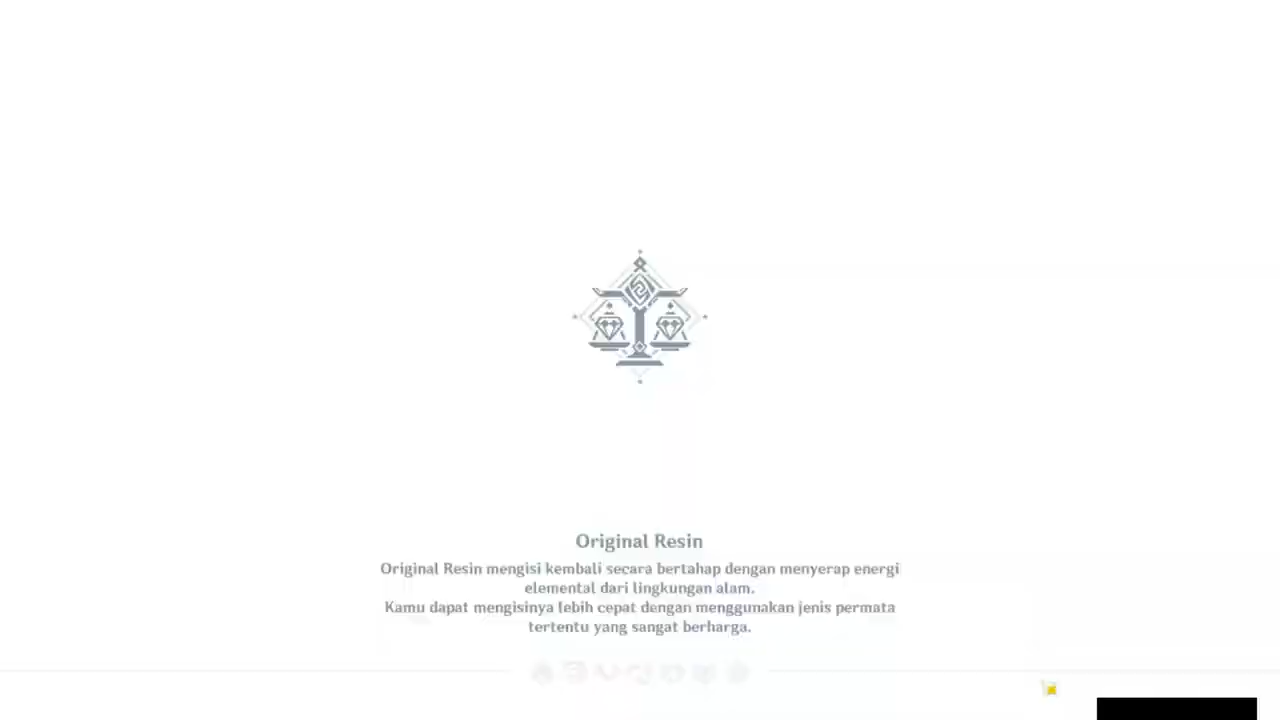 Original Resin
Original Resin mengisi kembali secara bertahap dengan menyerap energi
elemental dari lingkungan alam.
Kamu dapat mengisinya lebih cepat dengan menggunakan jenis permata
tertentu yang sangat berharga.